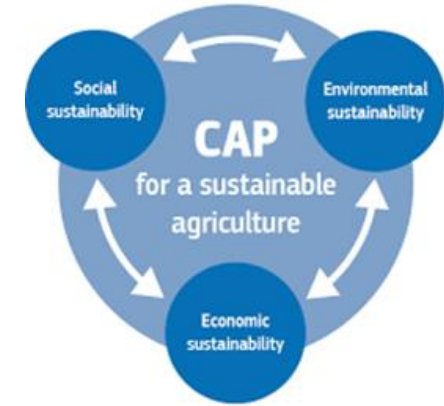 Social
sustainability
Environmental
sustainability
CAP
for a sustainable
agriculture
Economic
sustainability